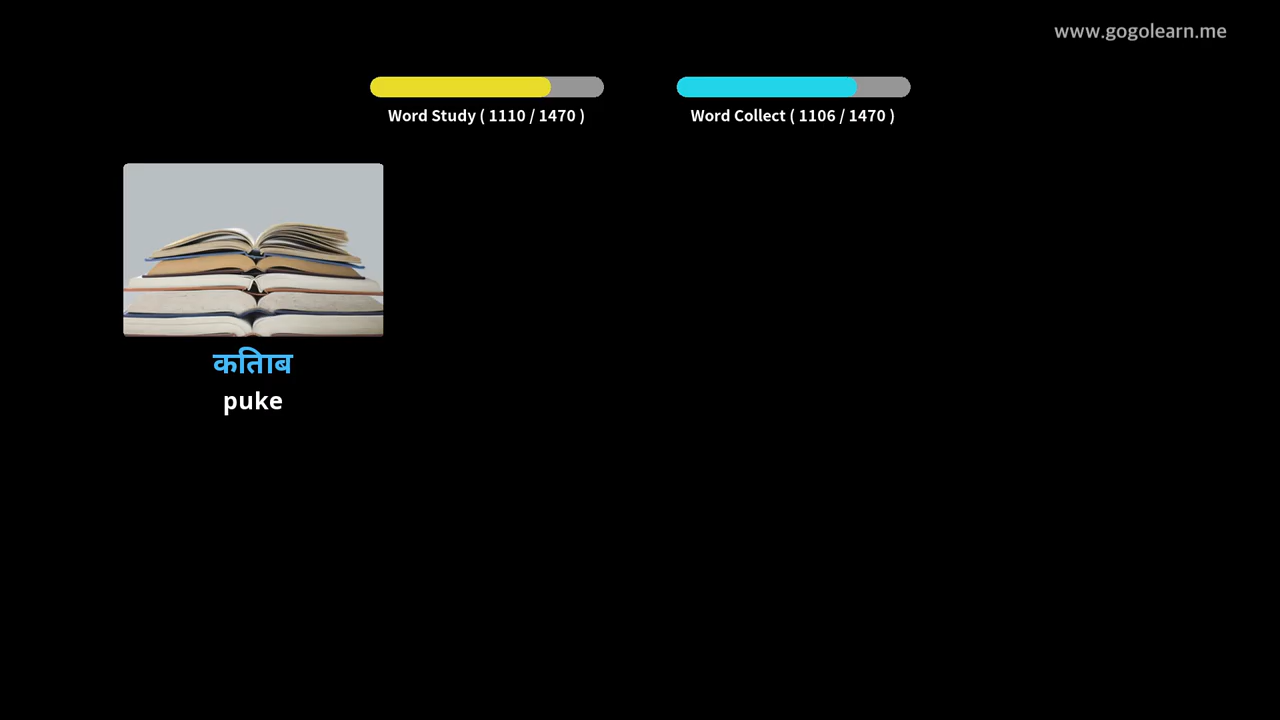 www.gogolearn.me
Word Study ( 1110 / 1470 )
Word Collect ( 1106 / 1470 )
किताब
puke